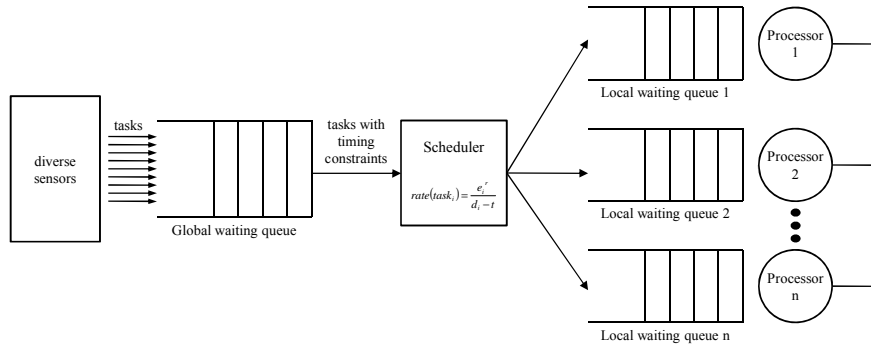 diverse
sensors
tasks
Global waiting queue
tasks with
timing
constraints
Scheduler
rate(task_i) = e_i^r / (d_i − t)
Local waiting queue 1
Processor
1
Local waiting queue 2
Processor
2
Local waiting queue n
Processor
n